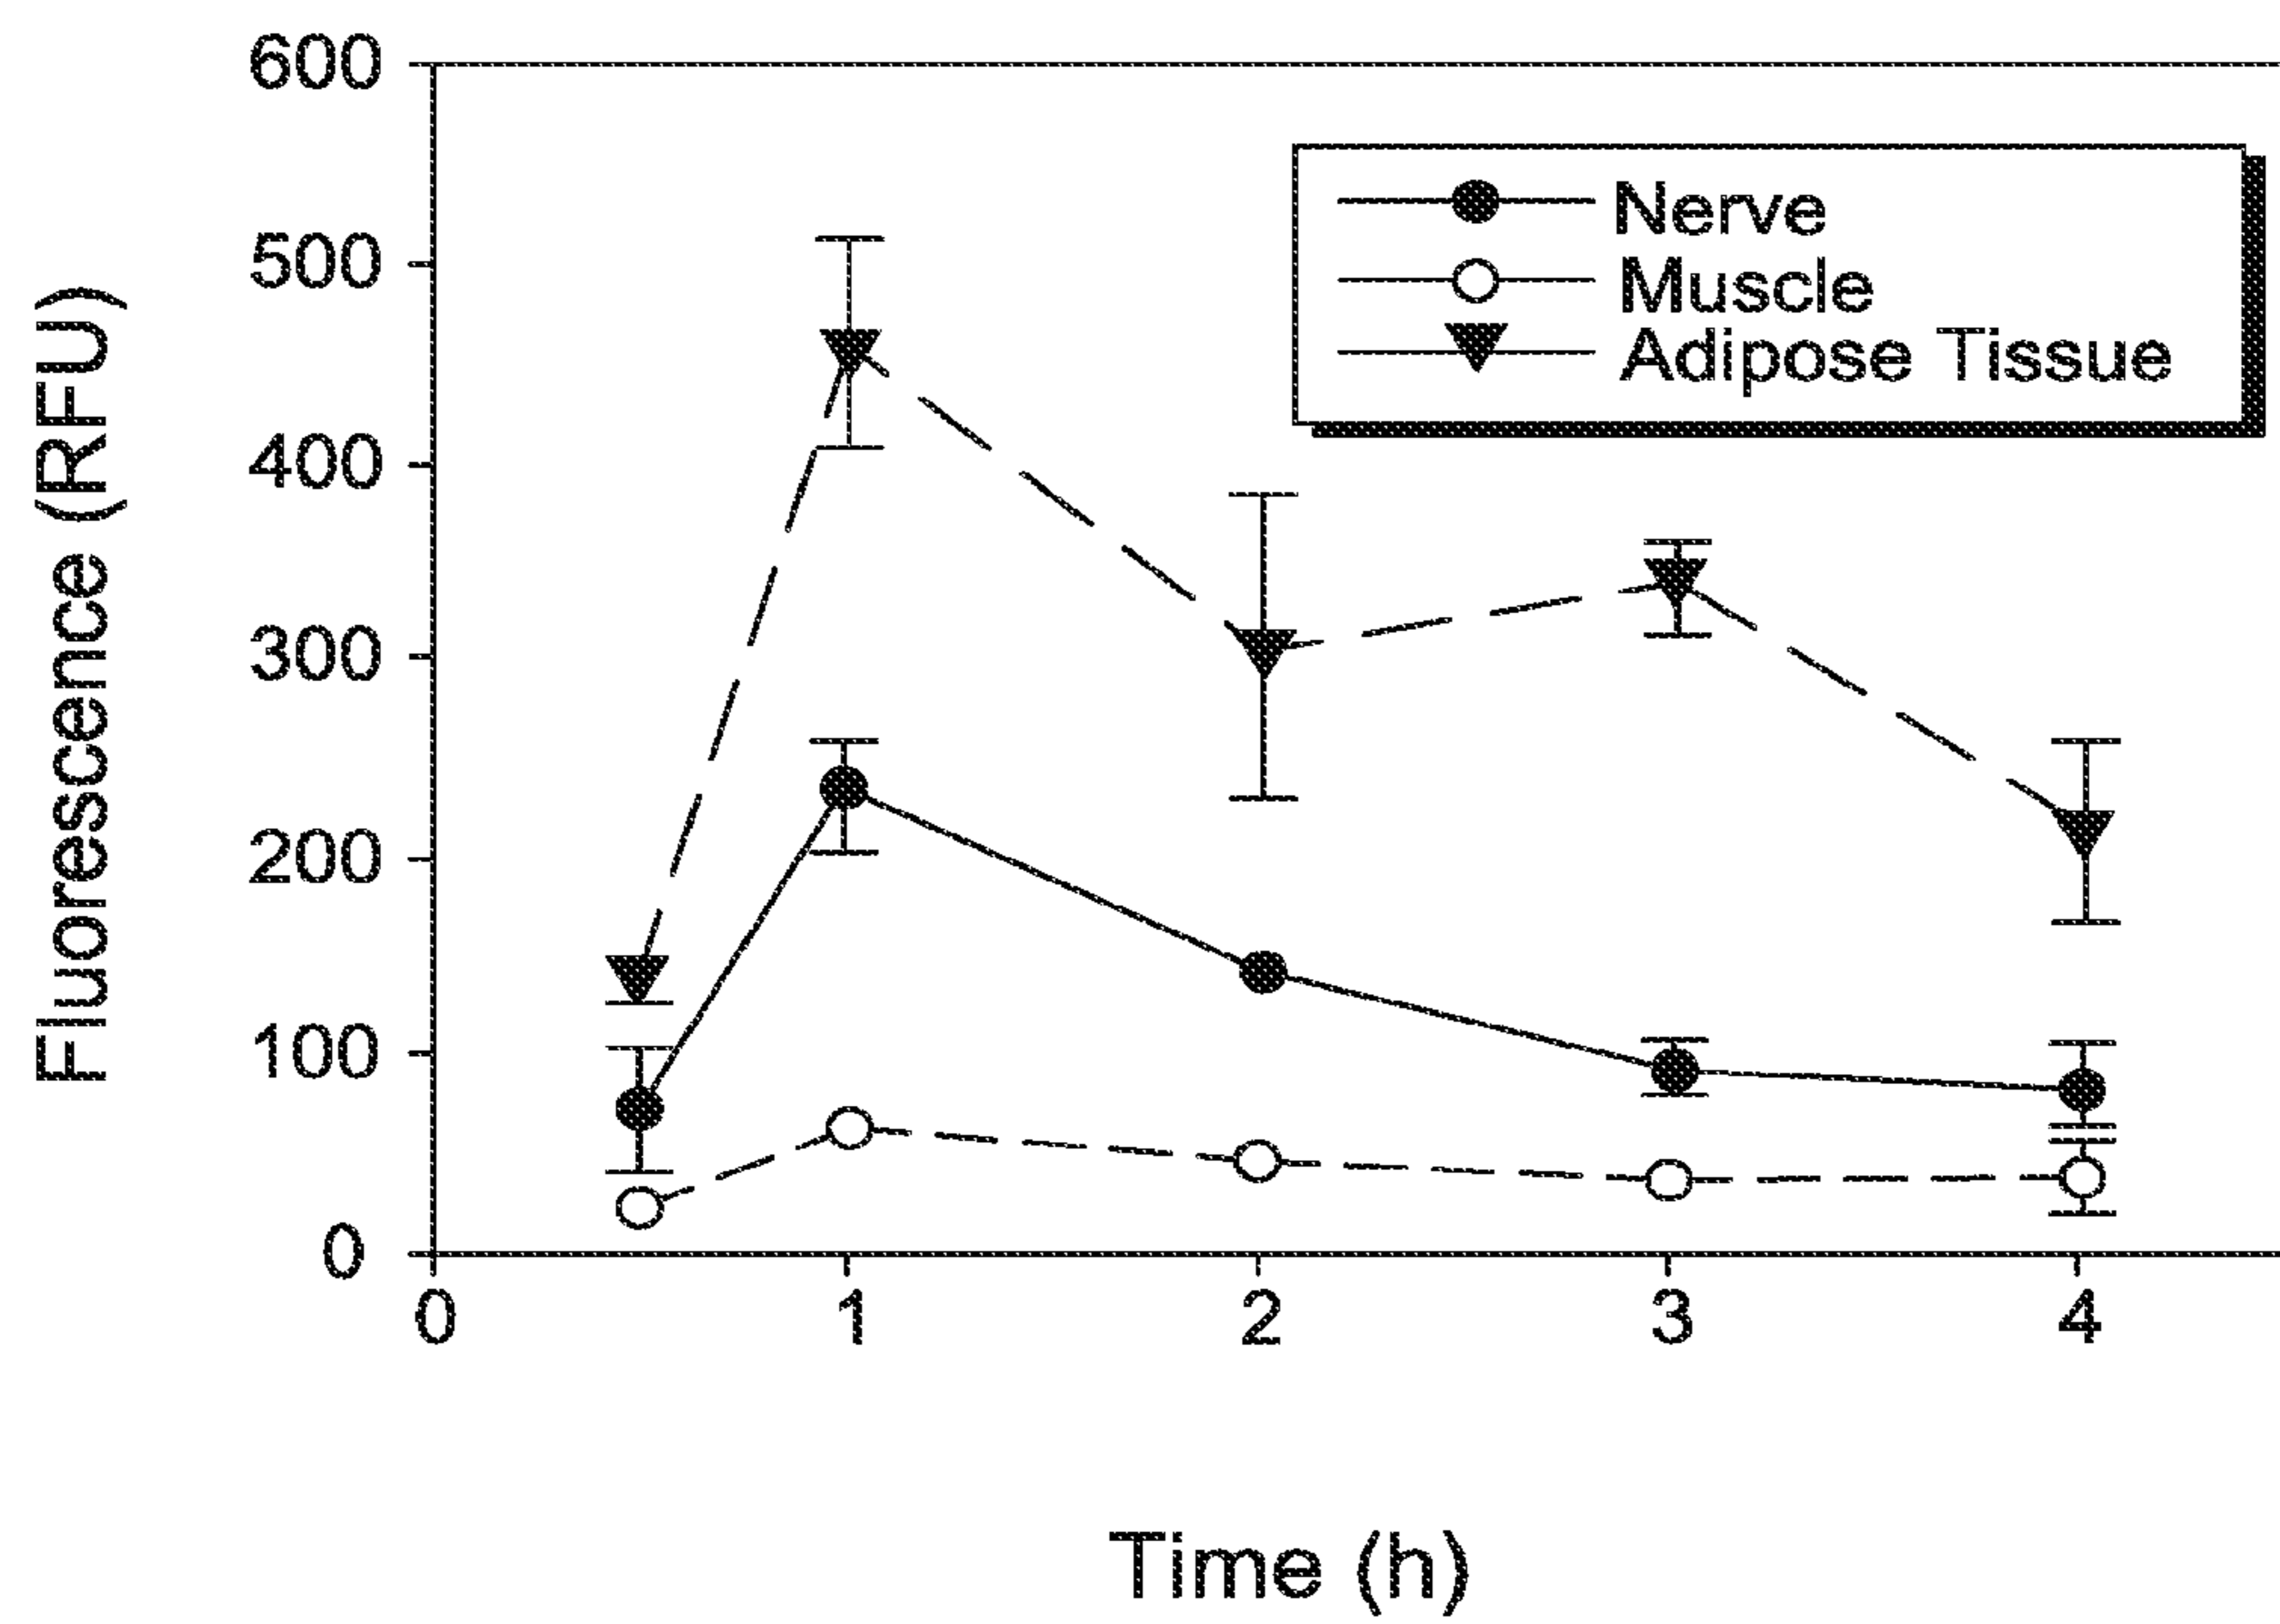 Fluorescence (RFU)
600
500
400
300
200
100
0
Nerve
Muscle
Adipose Tissue
0 1 2 3 4
Time (h)